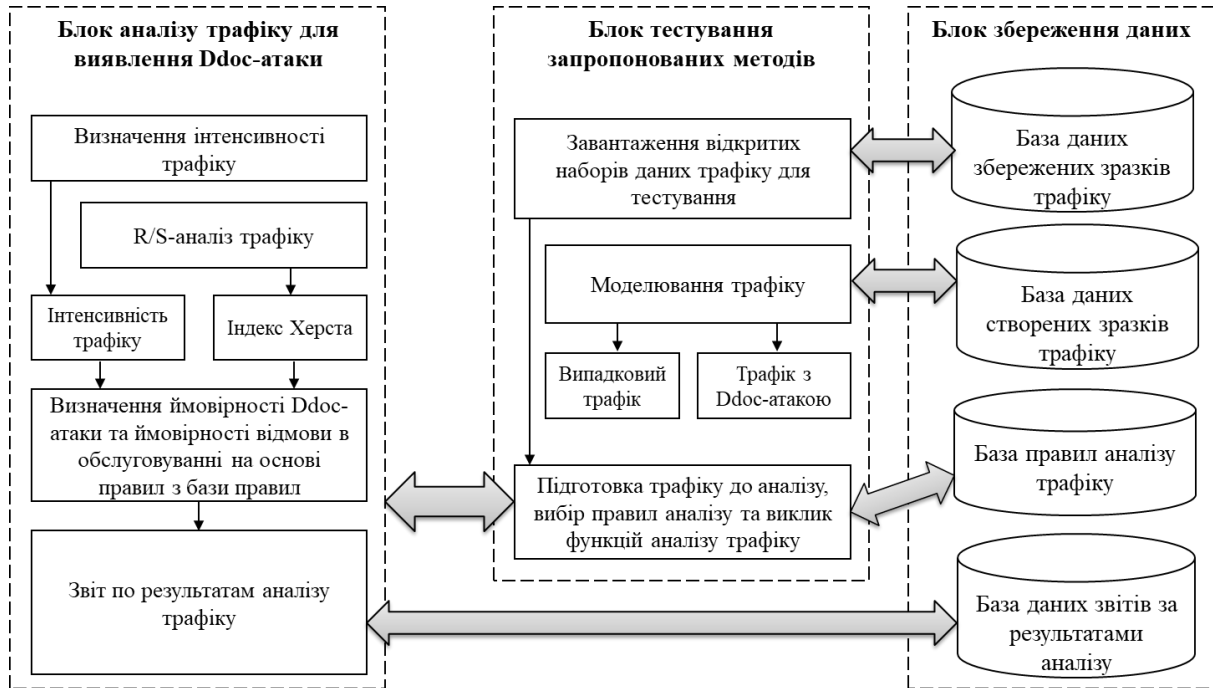 Блок аналізу трафіку для
виявлення Ddoc-атаки
Визначення інтенсивності
трафіку
R/S-аналіз трафіку
Інтенсивність
трафіку
Індекс Херста
Визначення ймовірності Ddoc-
атаки та ймовірності відмови в
обслуговуванні на основі
правил з бази правил
Звіт по результатам аналізу
трафіку
Блок тестування
запропонованих методів
Завантаження відкритих
наборів даних трафіку для
тестування
Моделювання трафіку
Випадковий
трафік
Трафік з
Ddoc-атакою
Підготовка трафіку до аналізу,
вибір правил аналізу та виклик
функцій аналізу трафіку
Блок збереження даних
База даних
збережених зразків
трафіку
База даних
створених зразків
трафіку
База правил аналізу
трафіку
База даних звітів за
результатами
аналізу